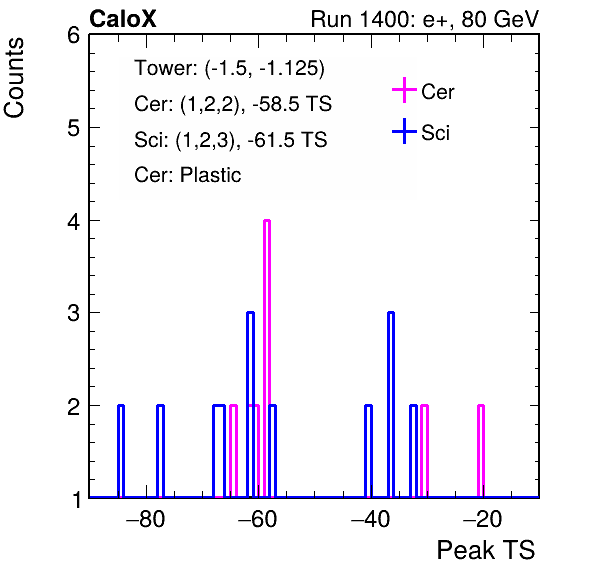 CaloX Run 1400: e+, 80 GeV
Counts
Tower: (-1.5, -1.125)
Cer: (1,2,2), -58.5 TS
Sci: (1,2,3), -61.5 TS
Cer: Plastic
Cer
Sci
6
5
4
3
2
1
−80 −60 −40 −20
Peak TS